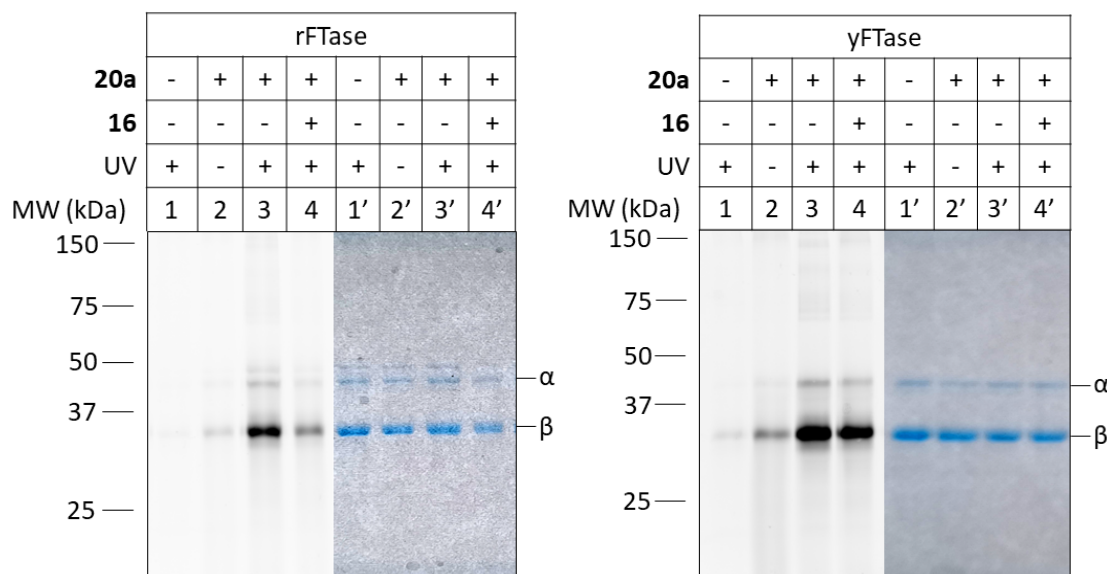 rFTase
20a - + + + - + + +
16 - - - + - - - +
UV + - + + + - + +
MW (kDa) 1 2 3 4 1’ 2’ 3’ 4’
150
75
50
α
37
β
25
yFTase
20a - + + + - + + +
16 - - - + - - - +
UV + - + + + - + +
MW (kDa) 1 2 3 4 1’ 2’ 3’ 4’
150
75
50
α
37
β
25